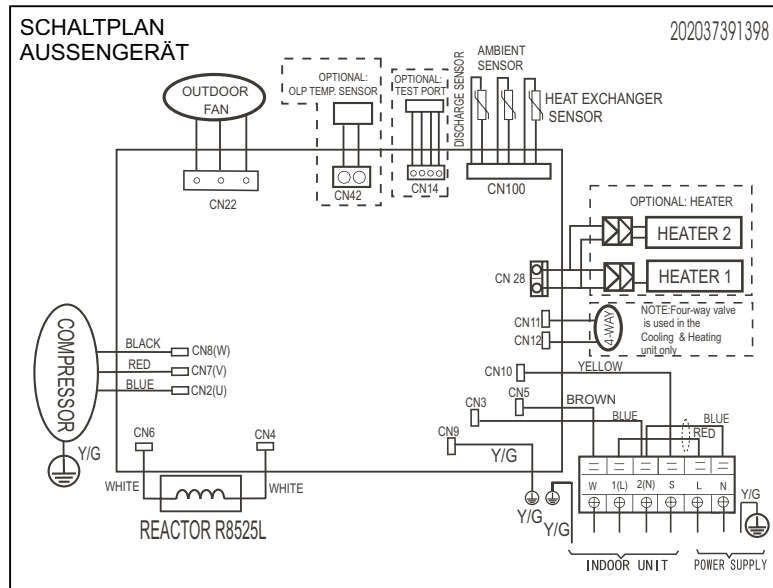 SCHALTPLAN
AUSSENGERÄT
202037391398
OUTDOOR
FAN
CN22
OPTIONAL:
OLP TEMP. SENSOR
CN42
OPTIONAL:
TEST PORT
CN14
DISCHARGE SENSOR
AMBIENT
SENSOR
HEAT EXCHANGER
SENSOR
CN100
OPTIONAL: HEATER
HEATER 2
HEATER 1
CN 28
CN11
CN12
4-WAY
NOTE:Four-way valve
is used in the
Cooling & Heating
unit only
COMPRESSOR
BLACK
CN8(W)
RED
CN7(V)
BLUE
CN2(U)
Y/G
CN10
YELLOW
CN5
BROWN
CN3
BLUE
BLUE
RED
CN9
Y/G
CN6
CN4
WHITE
WHITE
REACTOR R8525L
W 1(L) 2(N) S L N
Y/G
Y/G
Y/G
INDOOR UNIT
POWER SUPPLY